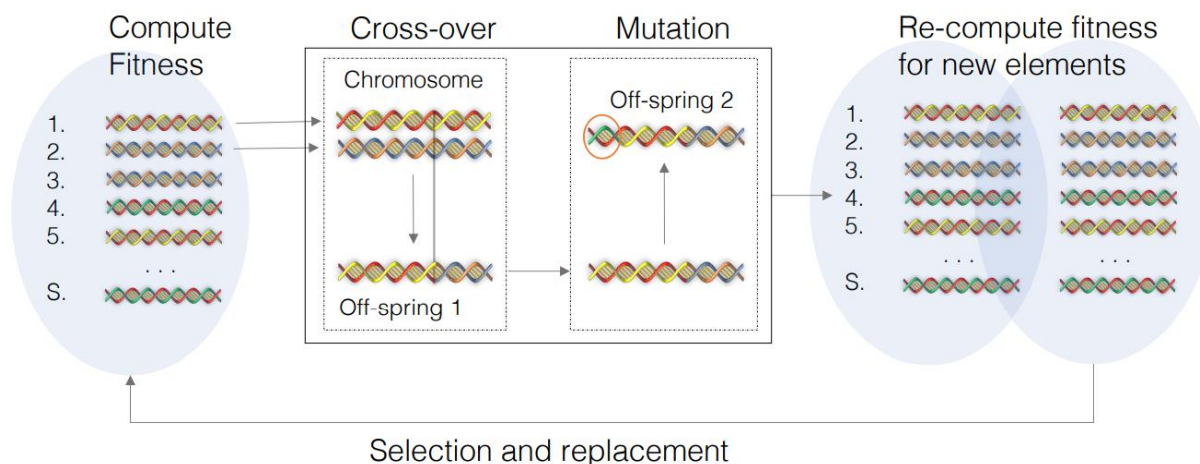 Compute
Fitness
1.
2.
3.
4.
5.
. . .
S.
Cross-over
Chromosome
Off-spring 1
Mutation
Off-spring 2
Re-compute fitness
for new elements
1.
2.
3.
4.
5.
. . .
. . .
S.
Selection and replacement